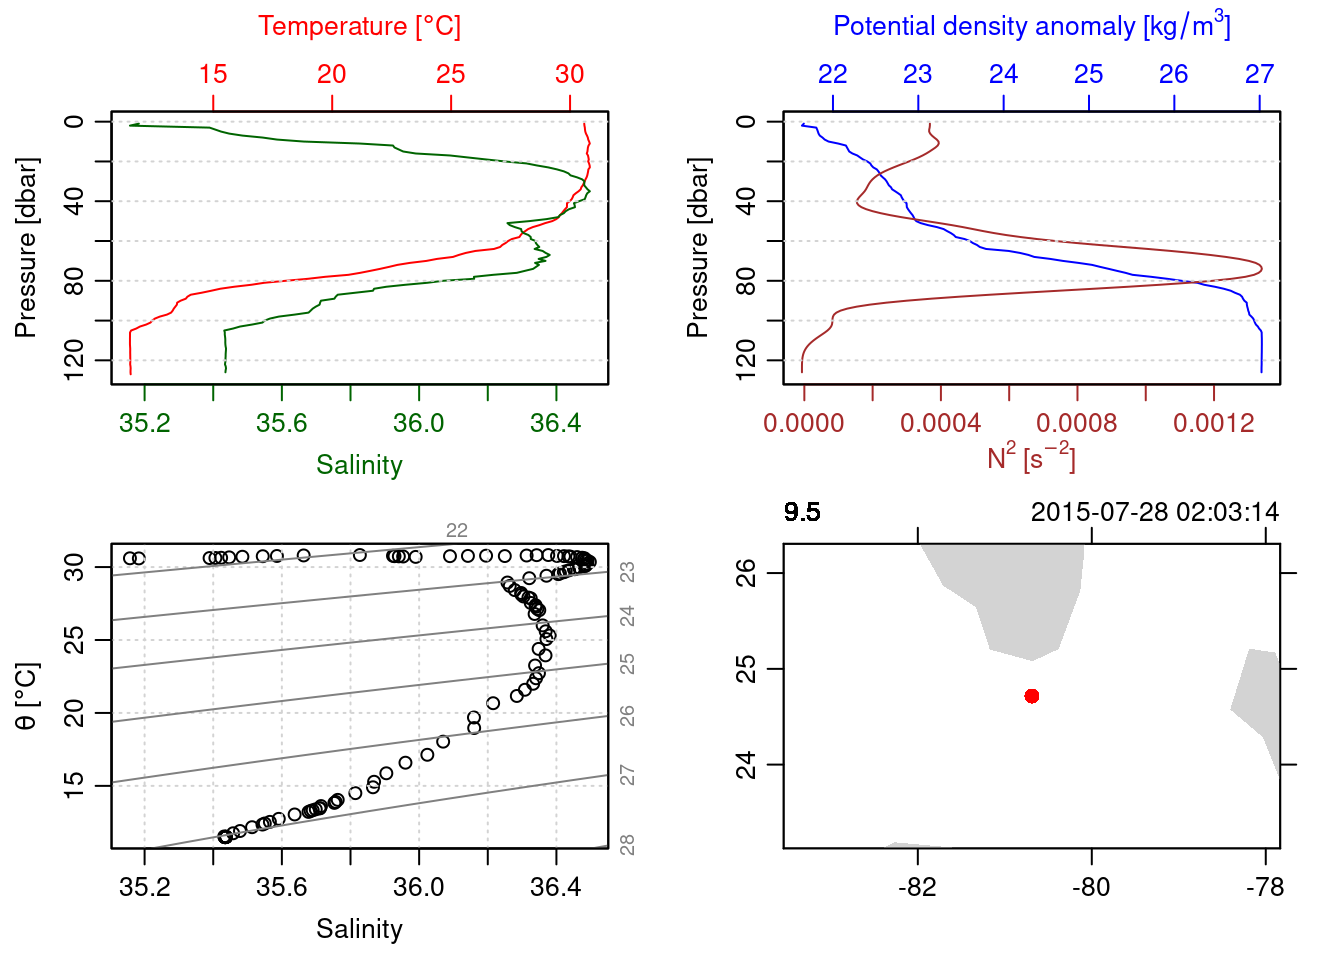 Temperature [°C]
15 20 25 30
Pressure [dbar]
0
40
80
120
35.2 35.6 36.0 36.4
Salinity
Potential density anomaly [kg/m³]
22 23 24 25 26 27
Pressure [dbar]
0
40
80
120
0.0000 0.0004 0.0008 0.0012
N² [s⁻²]
22
θ [°C]
30
25
20
15
23
24
25
26
27
28
35.2 35.6 36.0 36.4
Salinity
9.5 2015-07-28 02:03:14
26
25
24
-82 -80 -78